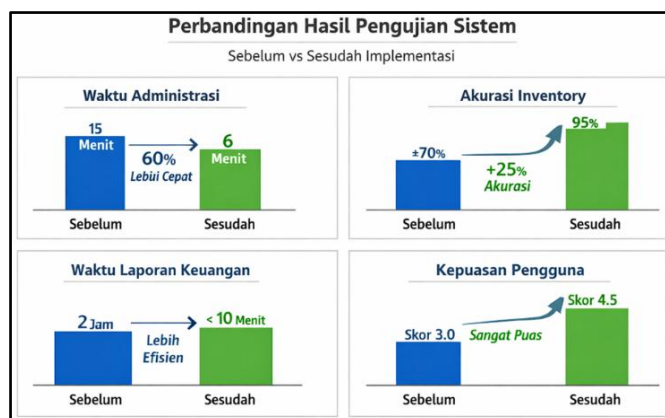 Perbandingan Hasil Pengujian Sistem
Sebelum vs Sesudah Implementasi
Waktu Administrasi
15
Menit
60%
Lebiıi Cepat
6
Menit
Sebelum
Sesudah
Akurasi Inventory
±70%
+25%
Akurasi
95%
Sebelum
Sesudah
Waktu Laporan Keuangan
2 Jam
Lebih
Efisien
< 10 Menit
Sebelum
Sesudah
Kepuasan Pengguna
Skor 3.0
Sangat Puas
Skor 4.5
Sebelum
Sesudah